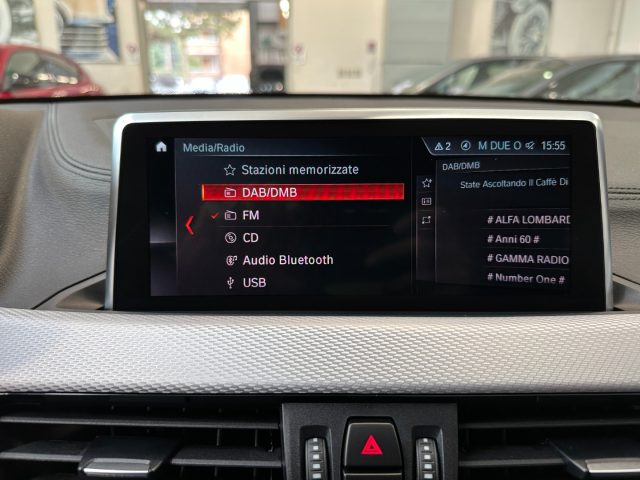 Media/Radio
2 M DUE O 15:55
Stazioni memorizzate
DAB/DMB
FM
CD
Audio Bluetooth
USB
DAB/DMB
State Ascoltando Il Caffè Di
# ALFA LOMBARD
# Anni 60 #
# GAMMA RADIO
# Number One #